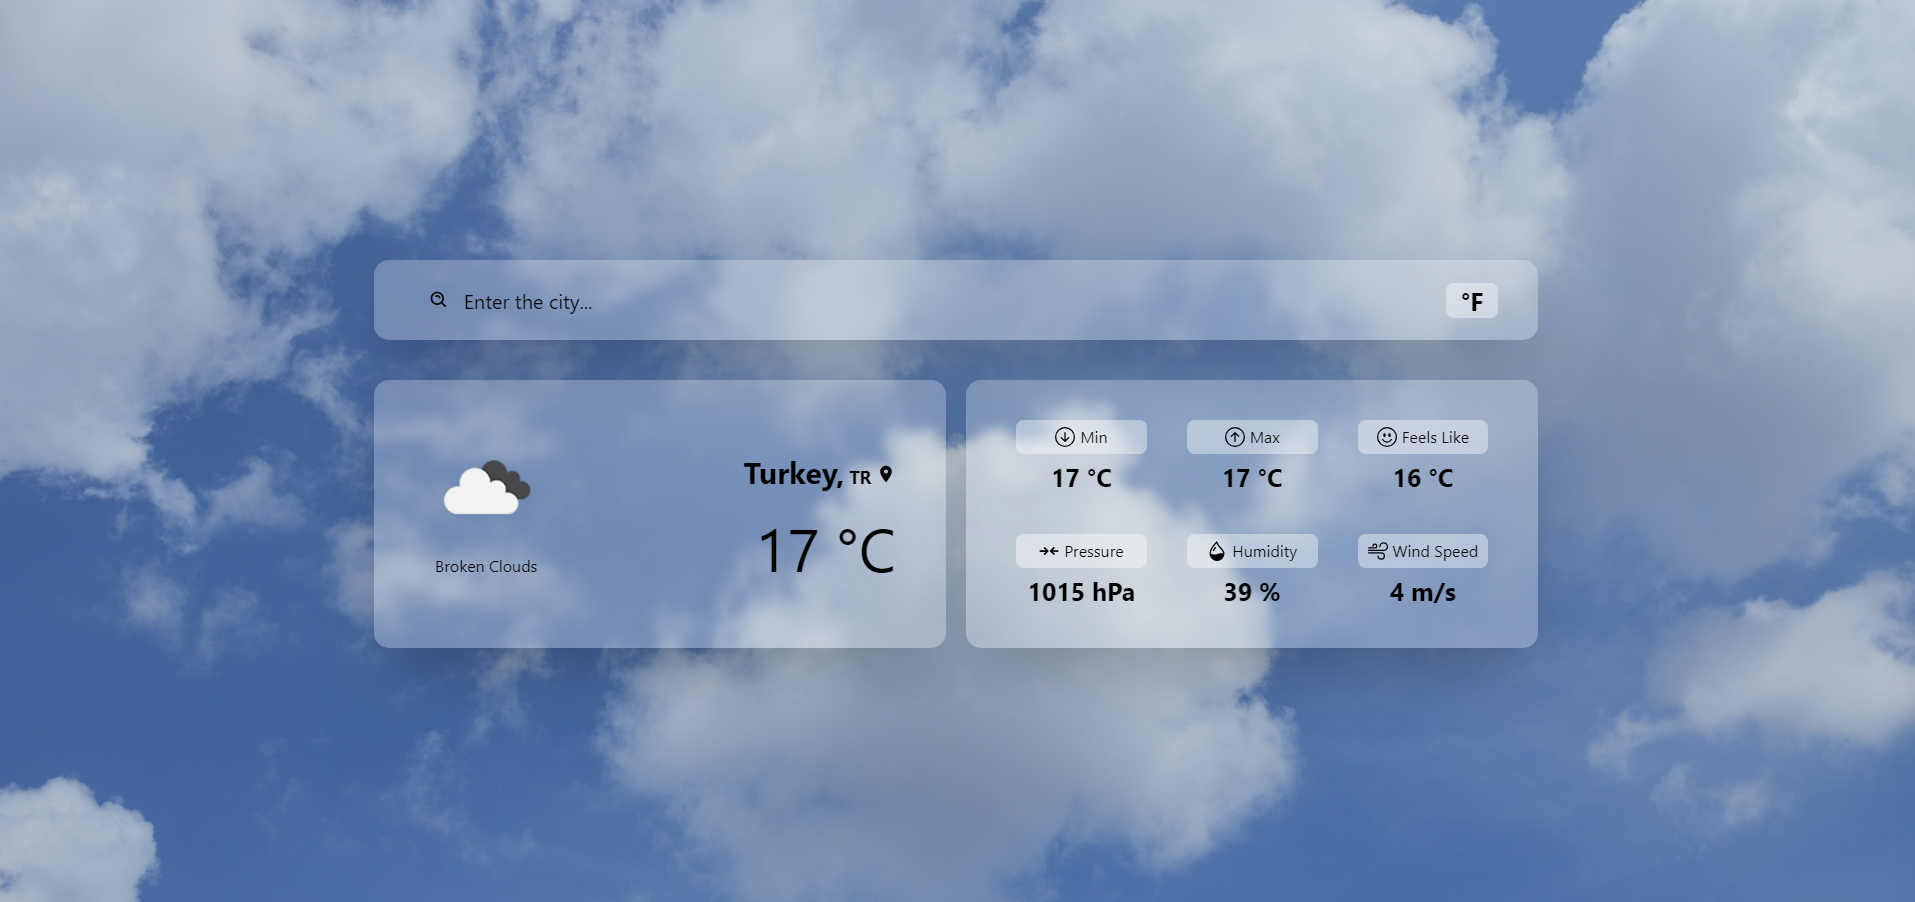 Enter the city...
°F
Turkey, TR
17 °C
Broken Clouds
Min
17 °C
Max
17 °C
Feels Like
16 °C
Pressure
1015 hPa
Humidity
39 %
Wind Speed
4 m/s